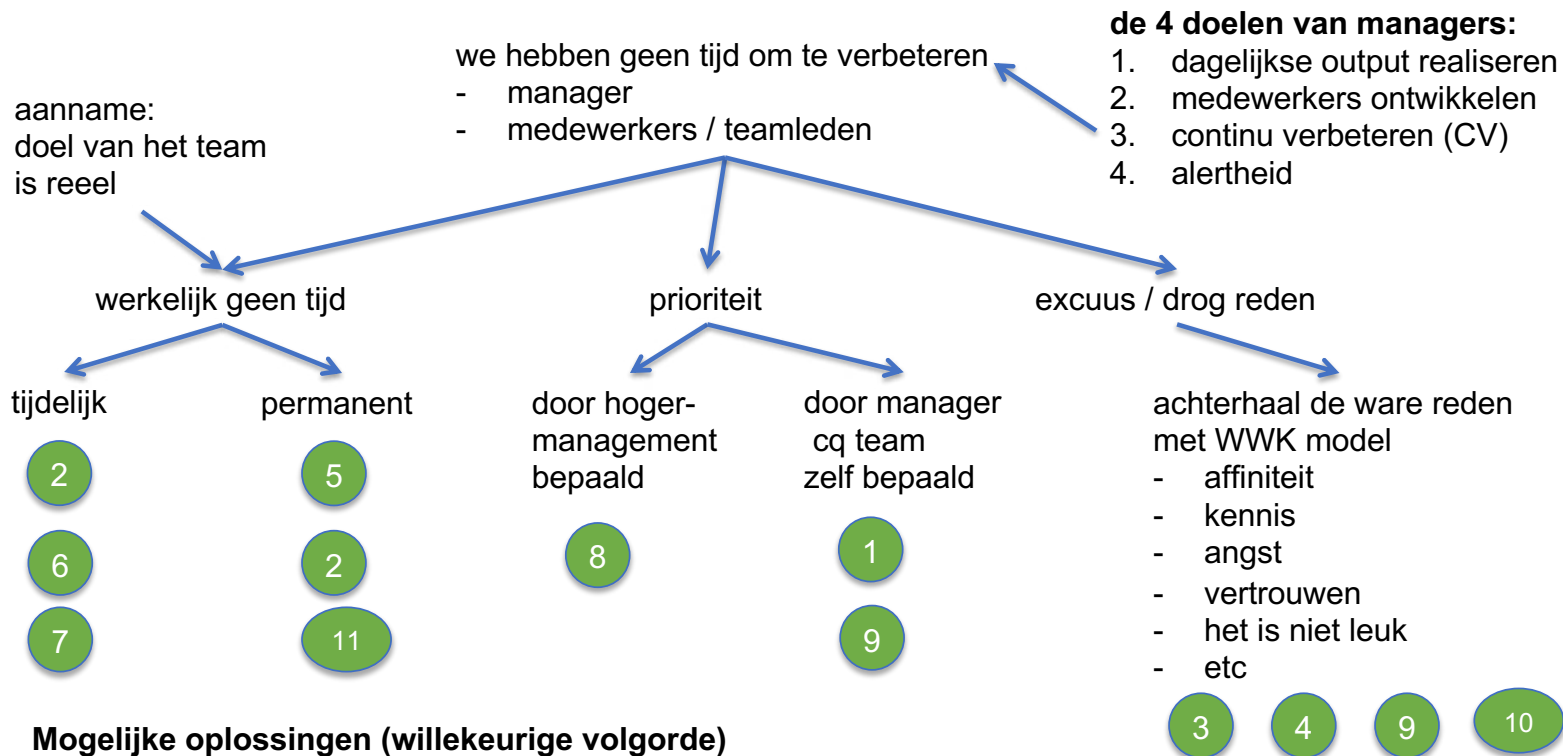 de 4 doelen van managers:
1. dagelijkse output realiseren
2. medewerkers ontwikkelen
3. continu verbeteren (CV)
4. alertheid
we hebben geen tijd om te verbeteren
- manager
- medewerkers / teamleden
aanname:
doel van het team
is reeel
werkelijk geen tijd
prioriteit
excuus / drog reden
tijdelijk
2
6
7
permanent
5
2
11
door hoger-
management
bepaald
8
door manager
cq team
zelf bepaald
1
9
achterhaal de ware reden
met WWK model
- affiniteit
- kennis
- angst
- vertrouwen
- het is niet leuk
- etc
3 4 9 10
Mogelijke oplossingen (willekeurige volgorde)